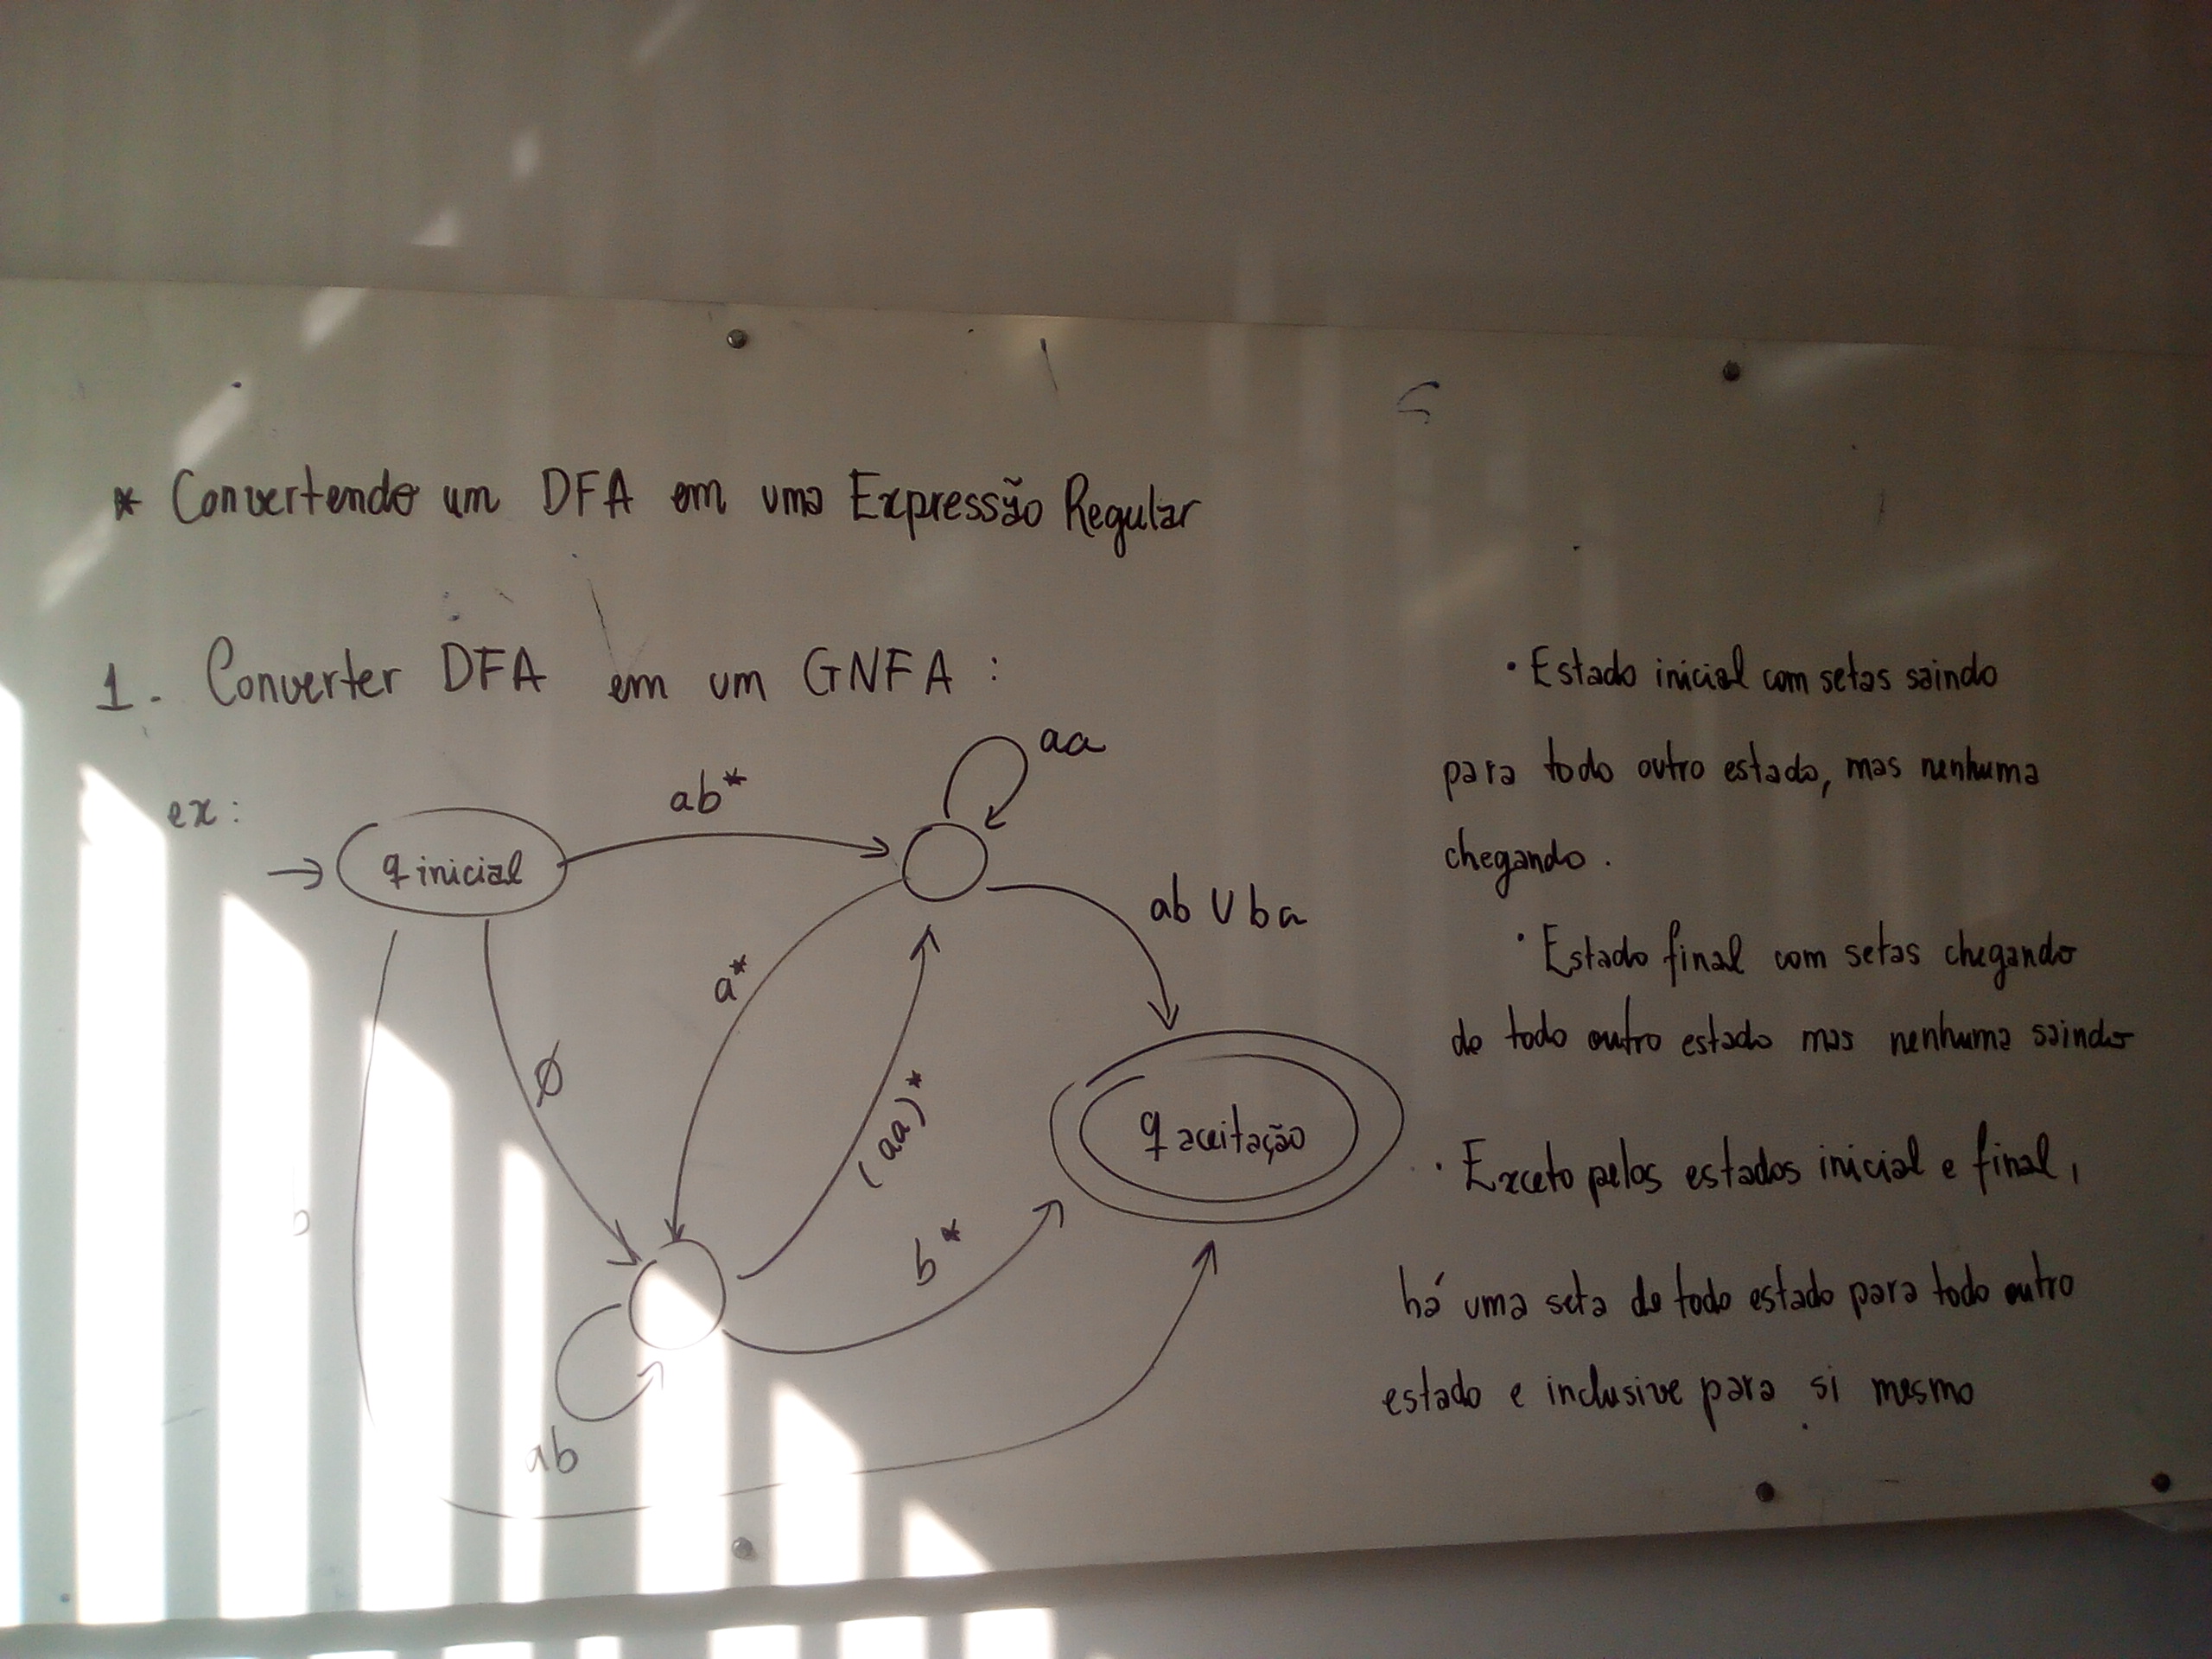 * Convertendo um DFA em uma Expressão Regular
1. Converter DFA em um GNFA :
ex:
aa
ab*
q inicial
ab ∪ ba
a*
∅
(aa)*
q aceitação
b
b*
ab
• Estado inicial com setas saindo
para todo outro estado, mas nenhuma
chegando.
• Estado final com setas chegando
de todo outro estado mas nenhuma saindo
• Exceto pelos estados inicial e final,
há uma seta de todo estado para todo outro
estado e inclusive para si mesmo